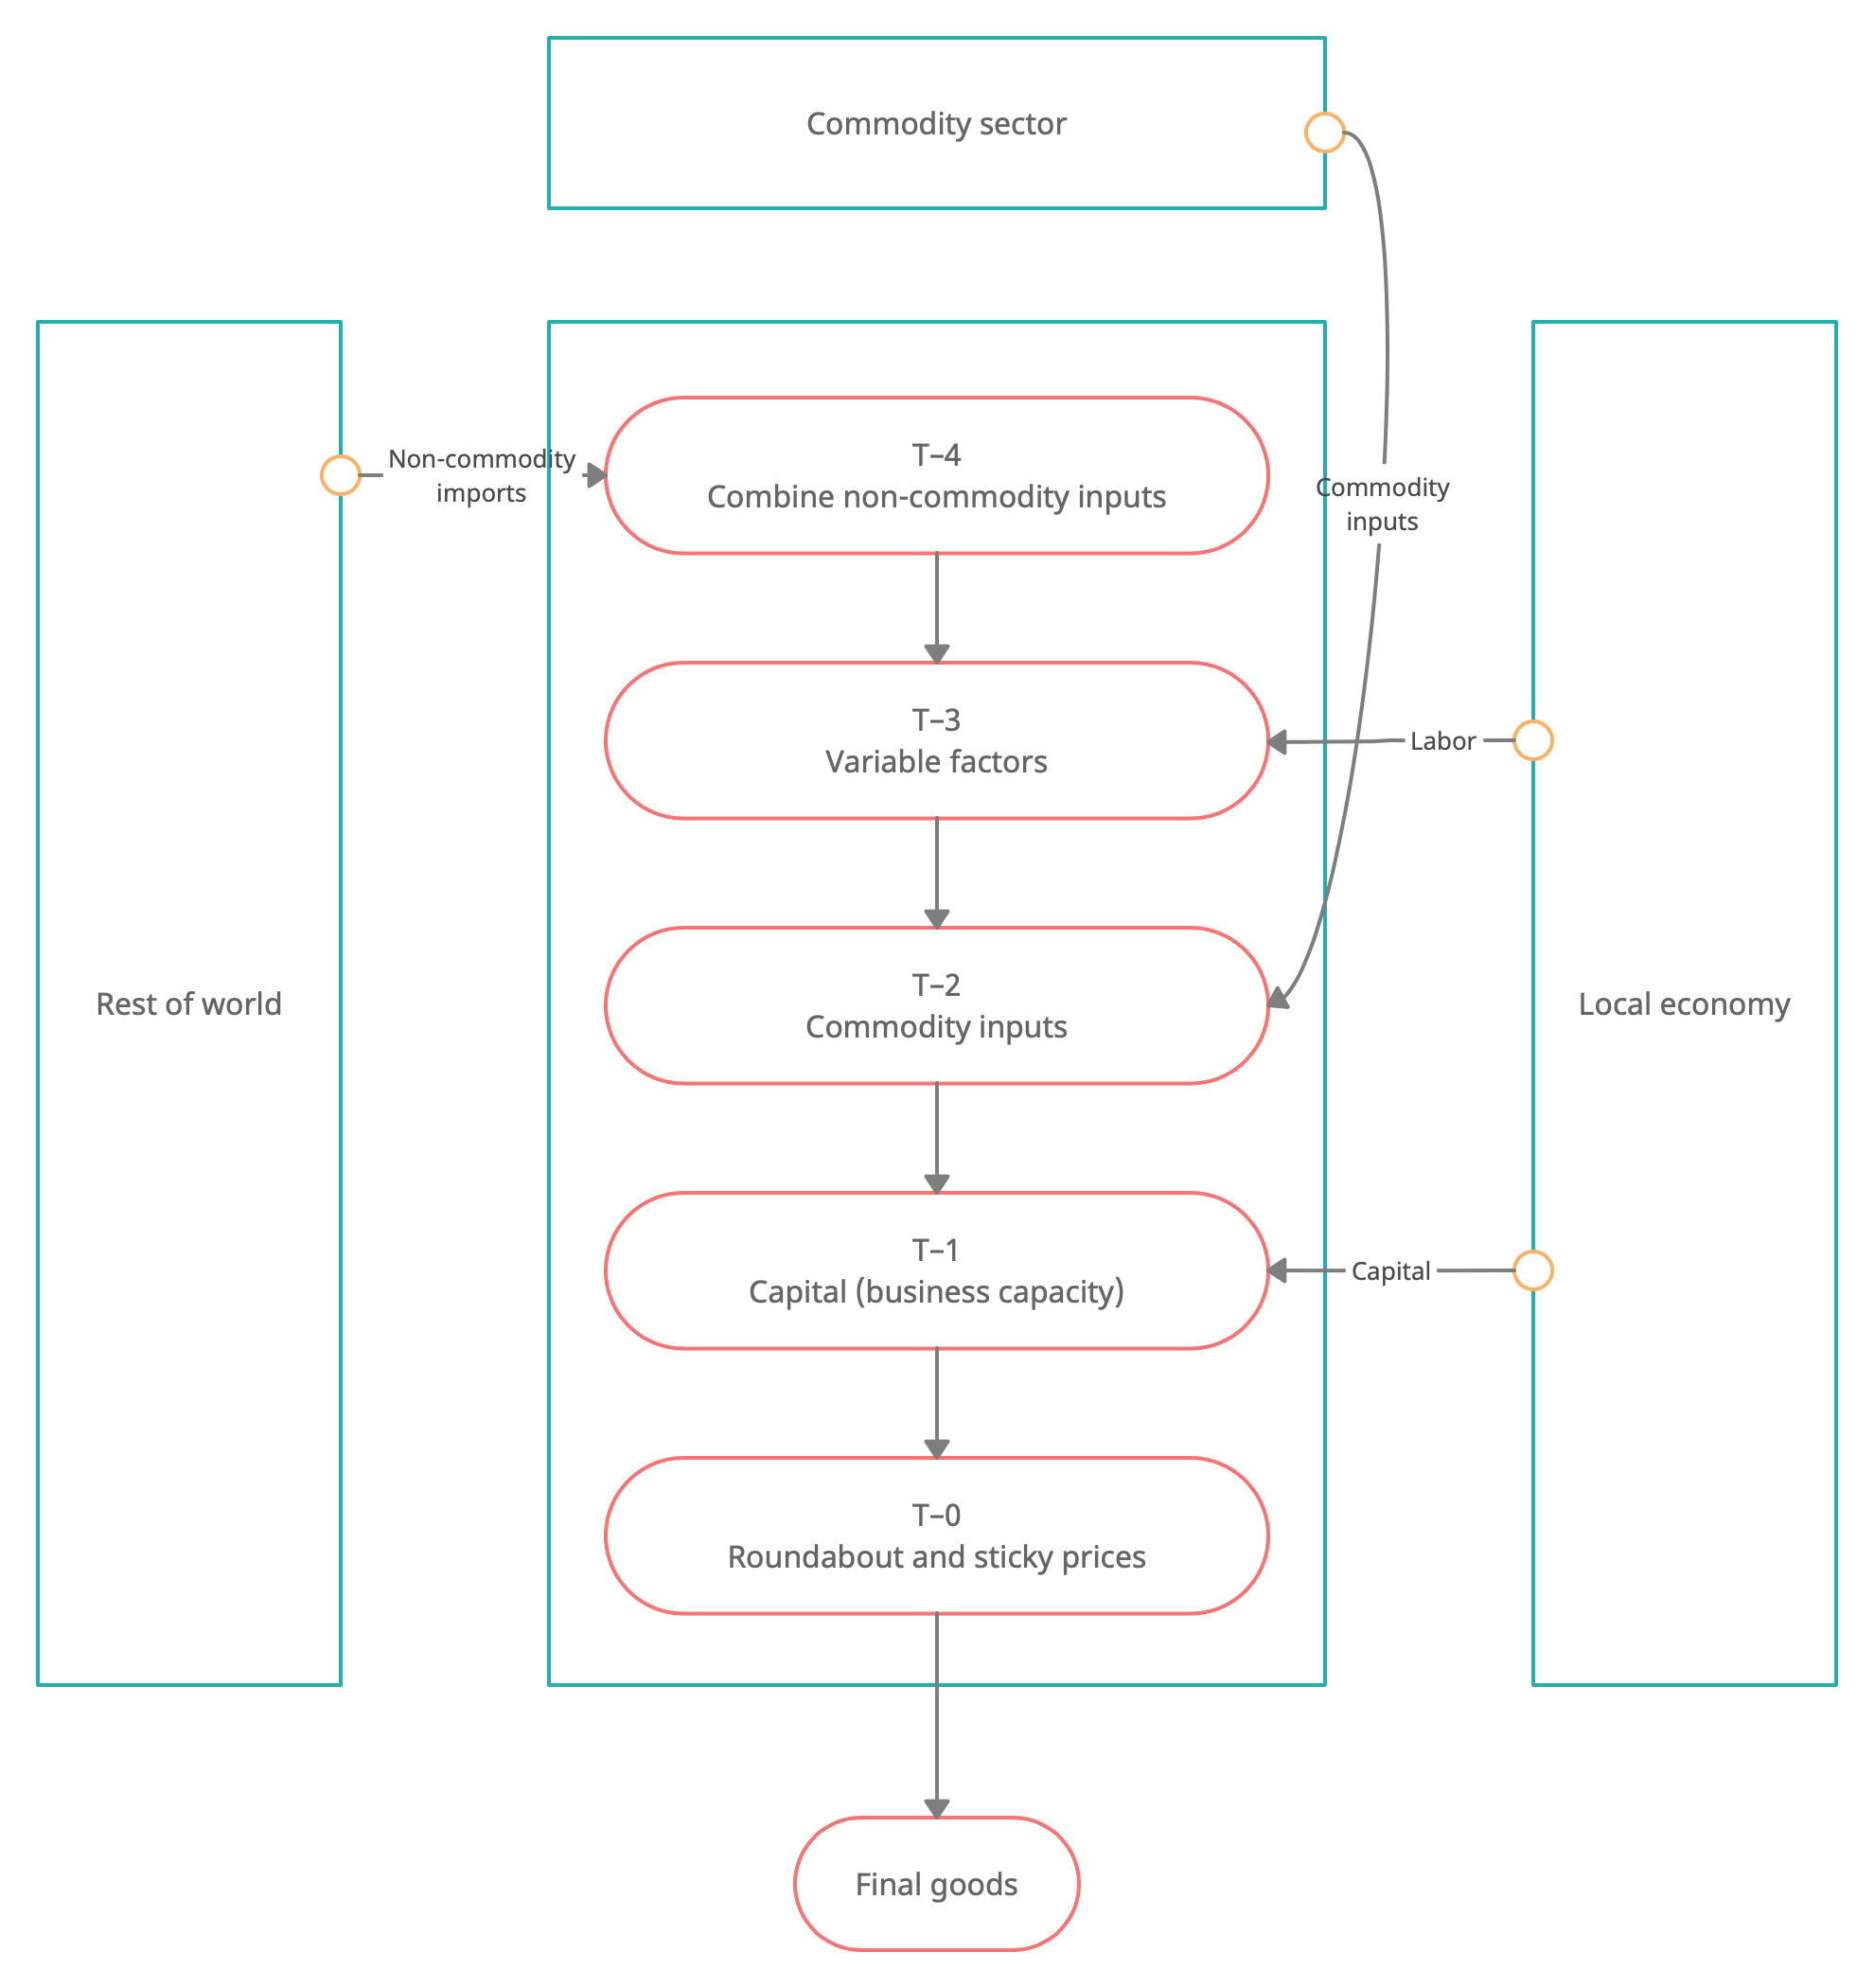 Commodity sector
Non-commodity
imports
T–4
Combine non-commodity inputs
Commodity
inputs
T–3
Variable factors
Labor
Rest of world
T–2
Commodity inputs
Local economy
T–1
Capital (business capacity)
Capital
T–0
Roundabout and sticky prices
Final goods